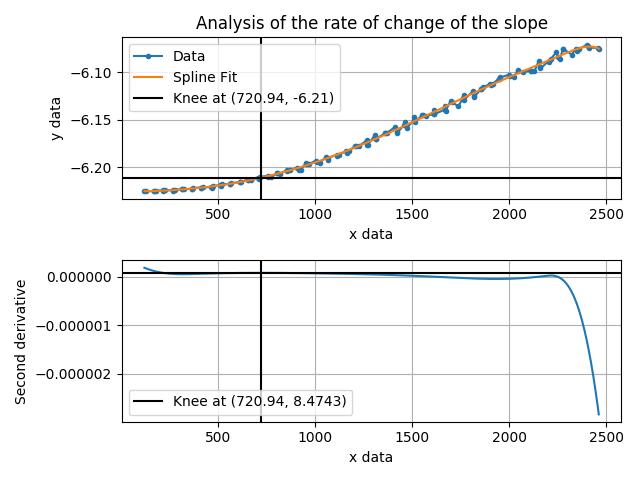 Analysis of the rate of change of the slope
Data
Spline Fit
Knee at (720.94, -6.21)
y data
−6.10
−6.15
−6.20
500
1000
1500
2000
2500
x data
Second derivative
0.000000
−0.000001
−0.000002
Knee at (720.94, 8.4743)
500
1000
1500
2000
2500
x data